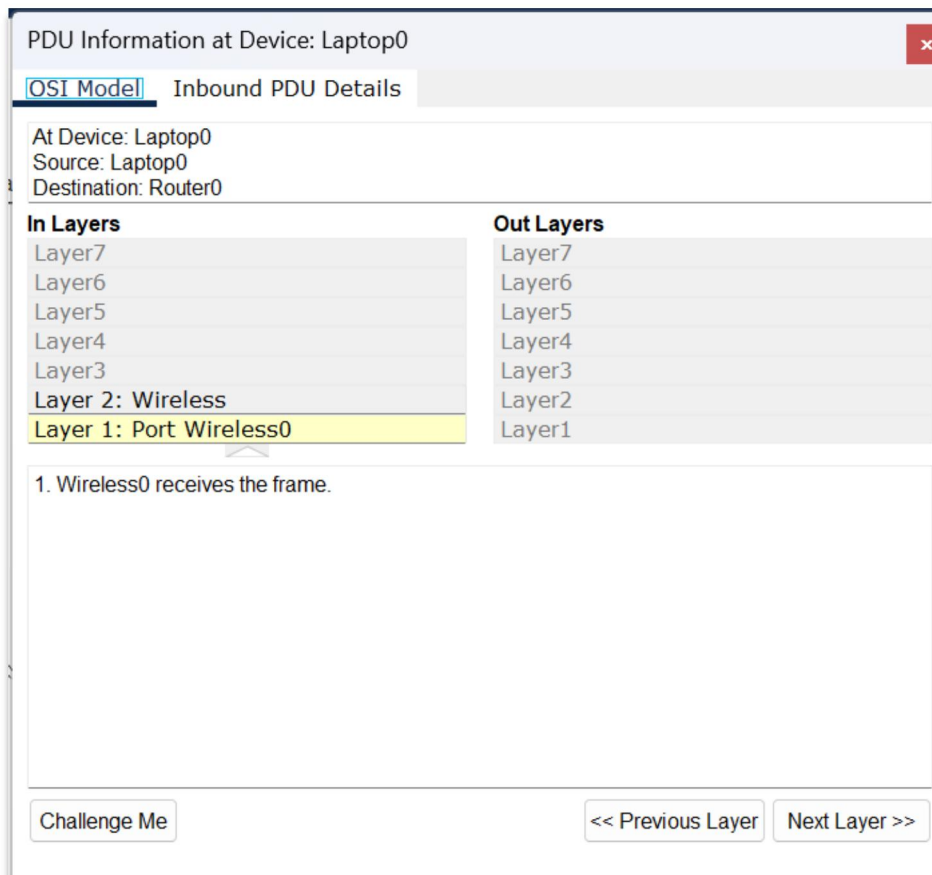 PDU Information at Device: Laptop0
x
OSI Model
Inbound PDU Details
At Device: Laptop0
Source: Laptop0
Destination: Router0
In Layers
Layer7
Layer6
Layer5
Layer4
Layer3
Layer 2: Wireless
Layer 1: Port Wireless0
Out Layers
Layer7
Layer6
Layer5
Layer4
Layer3
Layer2
Layer1
1. Wireless0 receives the frame.
Challenge Me
<< Previous Layer
Next Layer >>